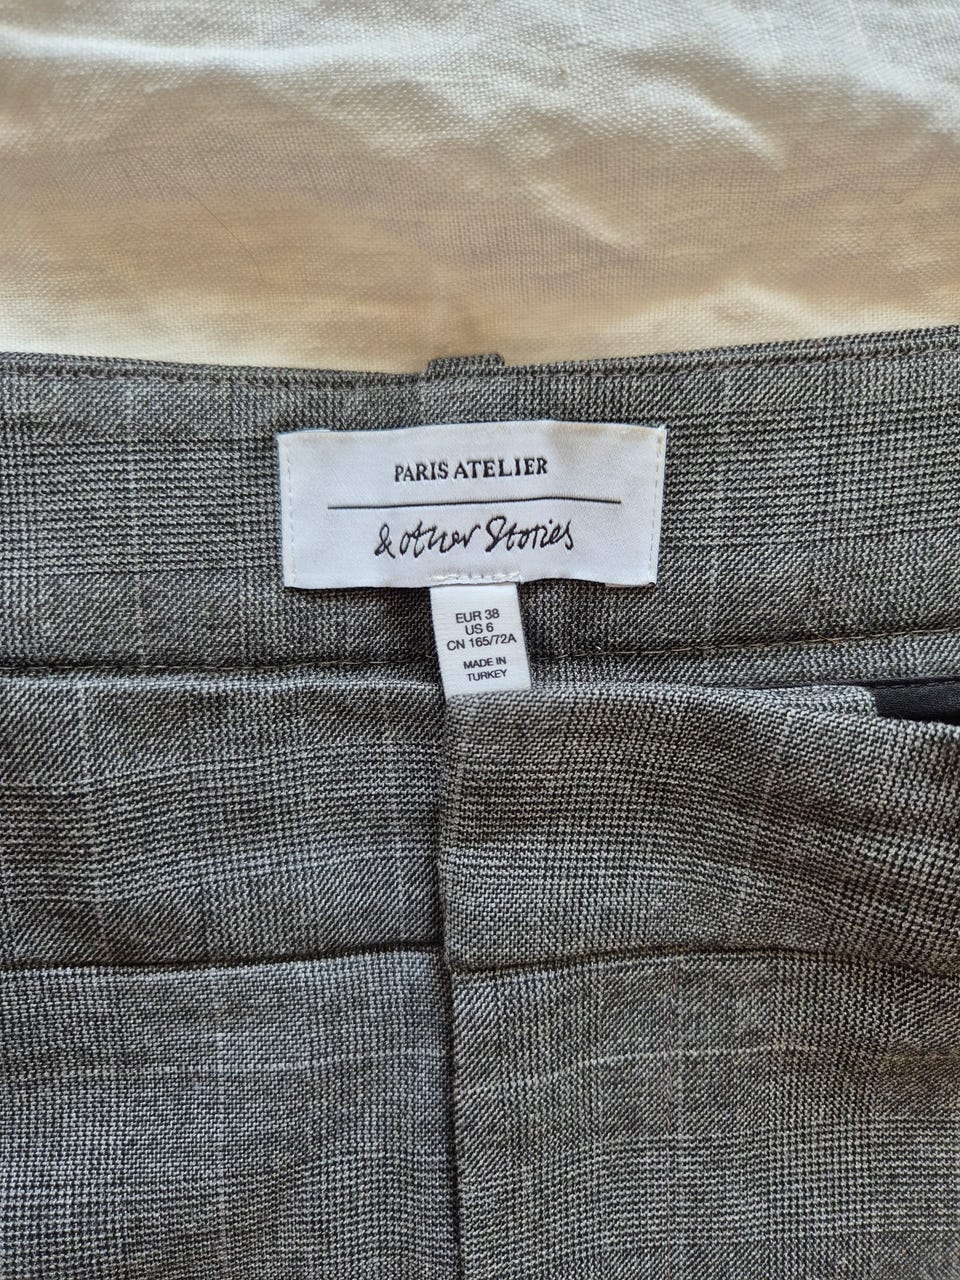 PARIS ATELIER
& other Stories
EUR 38
US 6
CN 165/72A
MADE IN
TURKEY